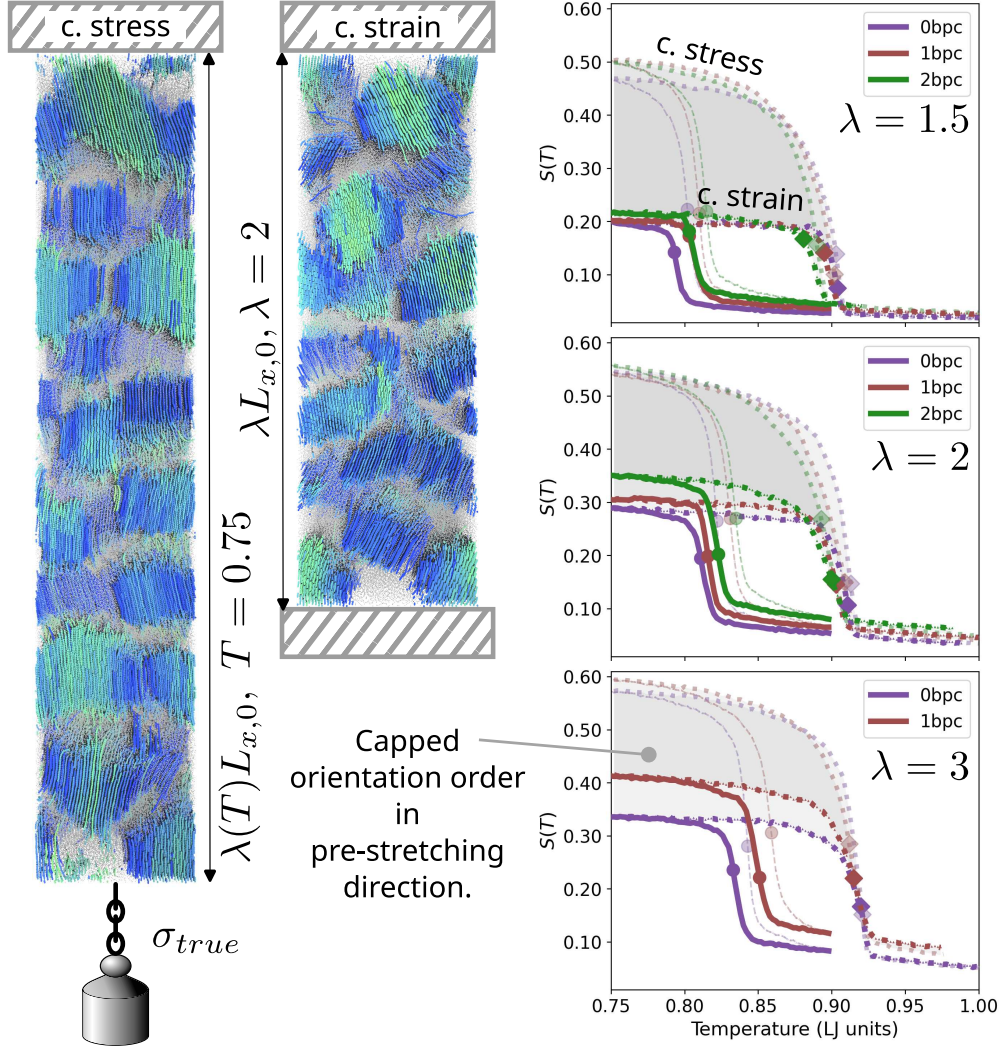 c. stress
c. strain
λL_{x,0}, λ = 2
λ(T)L_{x,0}, T = 0.75
σ_{true}
Capped
orientation order
in
pre-stretching
direction.
0.60
0.50
0.40
0.30
0.20
0.10
S(T)
c. stress
c. strain
0bpc
1bpc
2bpc
λ = 1.5
0.60
0.50
0.40
0.30
0.20
0.10
S(T)
0bpc
1bpc
2bpc
λ = 2
0.60
0.50
0.40
0.30
0.20
0.10
S(T)
0bpc
1bpc
λ = 3
0.75 0.80 0.85 0.90 0.95 1.00
Temperature (LJ units)